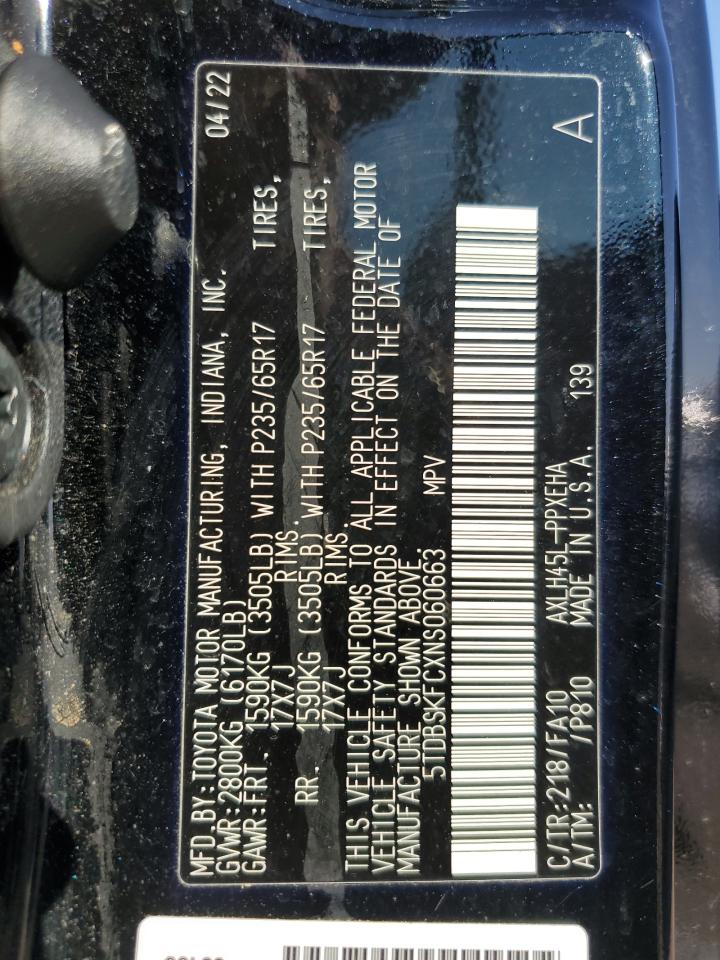 MFD.BY:TOYOTA MOTOR MANUFACTURING, INDIANA, INC. 04/22
GVWR:2800KG (6170LB)
GAWR:FRT. 1590KG (3505LB) WITH P235/65R17 TIRES,
17X7J RIMS.
RR. 1590KG (3505LB) WITH P235/65R17 TIRES,
17X7J RIMS.
THIS VEHICLE CONFORMS TO ALL APPLICABLE FEDERAL MOTOR
VEHICLE SAFETY STANDARDS IN EFFECT ON THE DATE OF
MANUFACTURE SHOWN ABOVE.
5TDBSKFCXNS060663 MPV
C/TR:218/FA10 AXLH45L-PPXEHA
A/TM: /P810 MADE IN U.S.A. 139 A